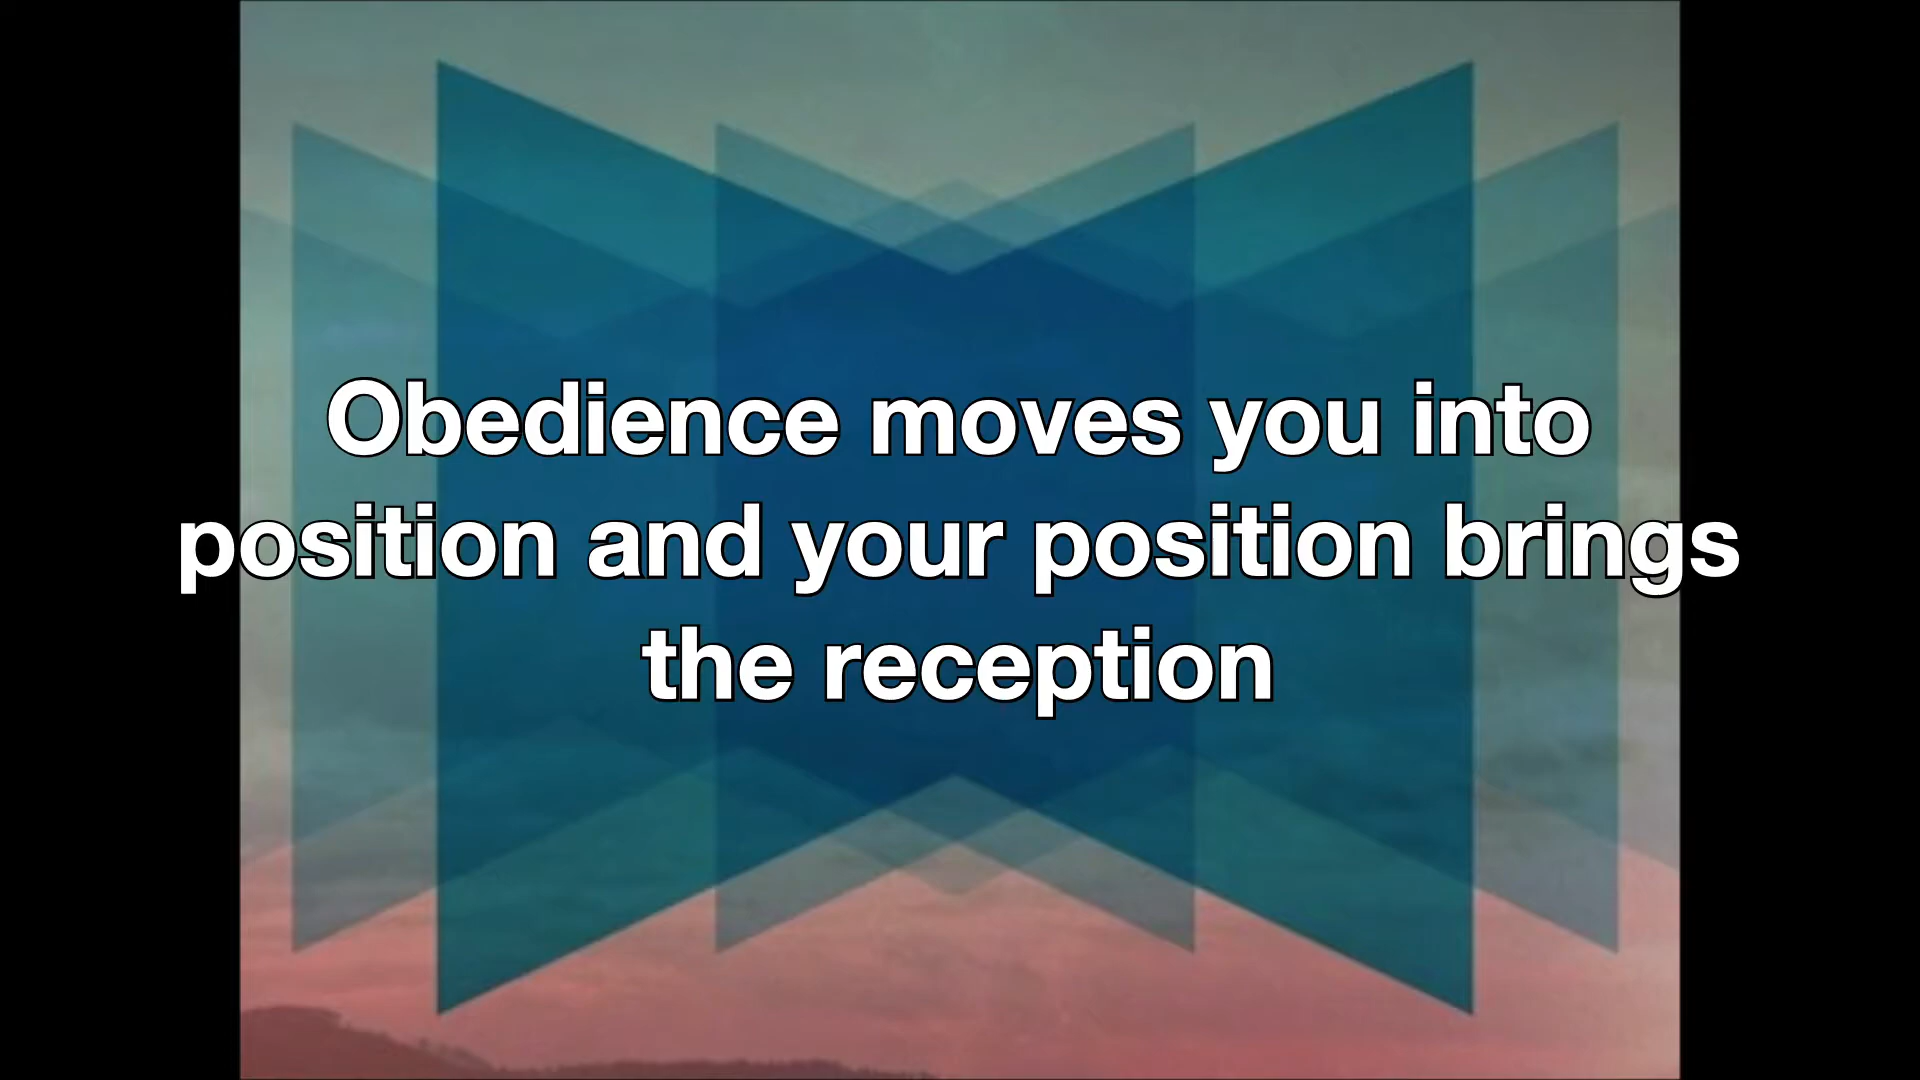 Obedience moves you into
position and your position brings
the reception